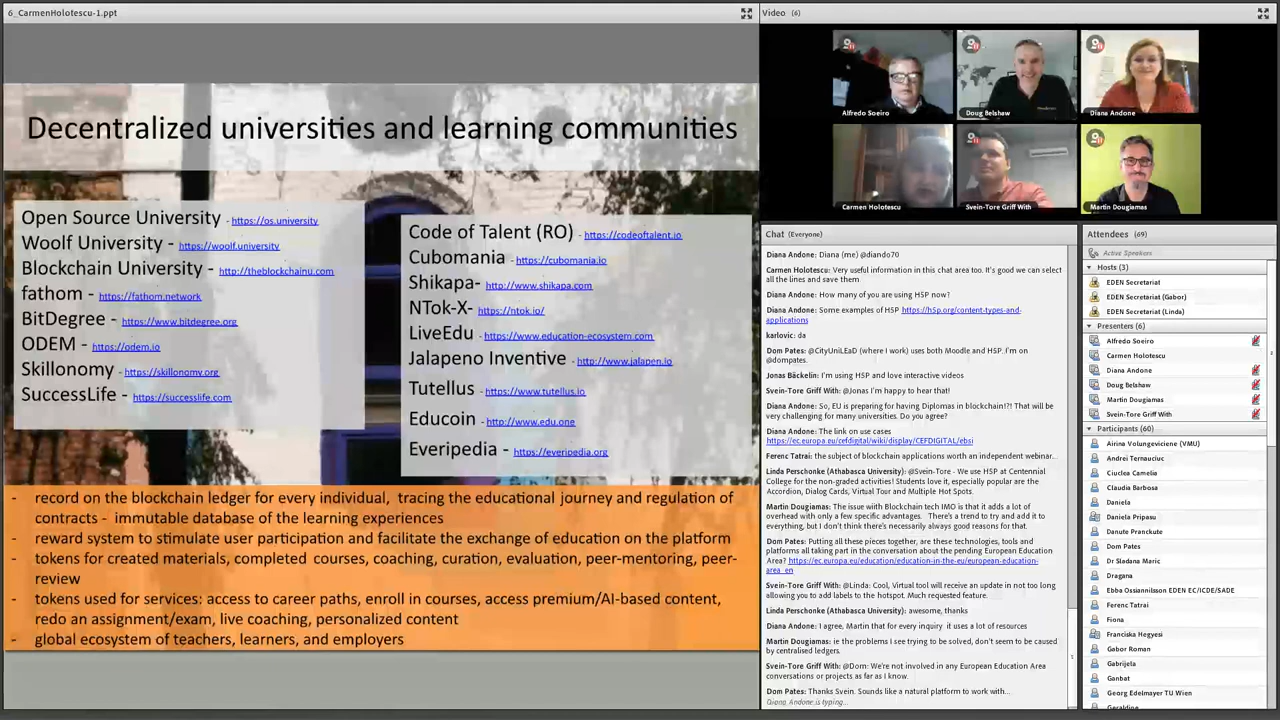 6_CarmenHolotescu-1.ppt
Decentralized universities and learning communities
Open Source University - https://os.university
Woolf University - https://woolf.university
Blockchain University - http://theblockchainu.com
fathom - https://fathom.network
BitDegree - https://www.bitdegree.org
ODEM - https://odem.io
Skillonomy - https://skillonomy.org
SuccessLife - https://successlife.com
Code of Talent (RO) - https://codeoftalent.io
Cubomania - https://cubomania.io
Shikapa- http://www.shikapa.com
NTok-X- https://ntok.io/
LiveEdu - https://www.education-ecosystem.com
Jalapeno Inventive - http://www.jalapen.io
Tutellus - https://www.tutellus.io
Educoin - http://www.edu.one
Everipedia - https://everipedia.org
- record on the blockchain ledger for every individual, tracing the educational journey and regulation of
contracts - immutable database of the learning experiences
- reward system to stimulate user participation and facilitate the exchange of education on the platform
- tokens for created materials, completed courses, coaching, curation, evaluation, peer-mentoring, peer-
review
- tokens used for services: access to career paths, enroll in courses, access premium/AI-based content,
redo an assignment/exam, live coaching, personalized content
- global ecosystem of teachers, learners, and employers
Video (6)
Alfredo Soeiro
Doug Belshaw
Diana Andone
Carmen Holotescu
Svein-Tore Griff With
Martin Dougiamas
Chat (Everyone)
Diana Andone: Diana (me) @diando70
Carmen Holotescu: Very useful information in this chat area too. It's good we can select
all the lines and save them
Diana Andone: How many of you are using H5P now?
Diana Andone: Some examples of H5P https://h5p.org/content-types-and-
applications
karlovic: da
Dom Pates: @CityUniLEaD (where I work) uses both Moodle and H5P. I'm on
@dompates.
Jonas Bäckelin: I'm using H5P and love interactive videos
Svein-Tore Griff With: @Jonas I'm happy to hear that!
Diana Andone: So, EU is preparing for having Diplomas in blockchain!?! That will be
very challenging for many universities. Do you agree?
Diana Andone: The link on use cases
https://ec.europa.eu/cefdigital/wiki/display/CEFDIGITAL/ebsi
Ferenc Tatrai: the subject of blockchain applications worth an independent webinar...
Linda Perschonke (Athabasca University): @Svein-Tore - We use H5P at Centennial
College for the non-graded activities! Students love it, especially popular are the
Accordion, Dialog Cards, Virtual Tour and Multiple Hot Spots.
Martin Dougiamas: The issue with Blockchain tech IMO is that it adds a lot of
overhead with only a few specific advantages. There's a trend to try and add it to
everything, but I don't think there's necessarily always good reasons for that.
Dom Pates: Putting all these pieces together, are these technologies, tools and
platforms all taking part in the conversation about the pending European Education
Area? https://ec.europa.eu/education/education-in-the-eu/european-education-
area_en
Svein-Tore Griff With: @Linda: Cool, Virtual tool will receive an update in not too long
allowing you to add labels to the hotspot. Much requested feature.
Linda Perschonke (Athabasca University): awesome, thanks
Diana Andone: I agree, Martin that for every inquiry it uses a lot of resources
Martin Dougiamas: ie the problems I see trying to be solved, don't seem to be caused
by centralised ledgers.
Svein-Tore Griff With: @Dom: We're not involved in any European Education Area
conversations or projects as far as I know.
Dom Pates: Thanks Svein. Sounds like a natural platform to work with...
Diana Andone is typing...
Attendees (69)
Active Speakers
Hosts (3)
EDEN Secretariat
EDEN Secretariat (Gabor)
EDEN Secretariat (Linda)
Presenters (6)
Alfredo Soeiro
Carmen Holotescu
Diana Andone
Doug Belshaw
Martin Dougiamas
Svein-Tore Griff With
Participants (60)
Airina Volungeviciene (VMU)
Andrei Ternauciuc
Ciuclea Camelia
Claudia Barbosa
Daniela
Daniela Pripasu
Danute Pranckute
Dom Pates
Dr Sladana Maric
Dragana
Ebba Ossiannilsson EDEN EC/ICDE/SADE
Ferenc Tatrai
Fiona
Franciska Hegyesi
Gabor Roman
Gabrijela
Ganbat
Georg Edelmayer TU Wien
Geraldine